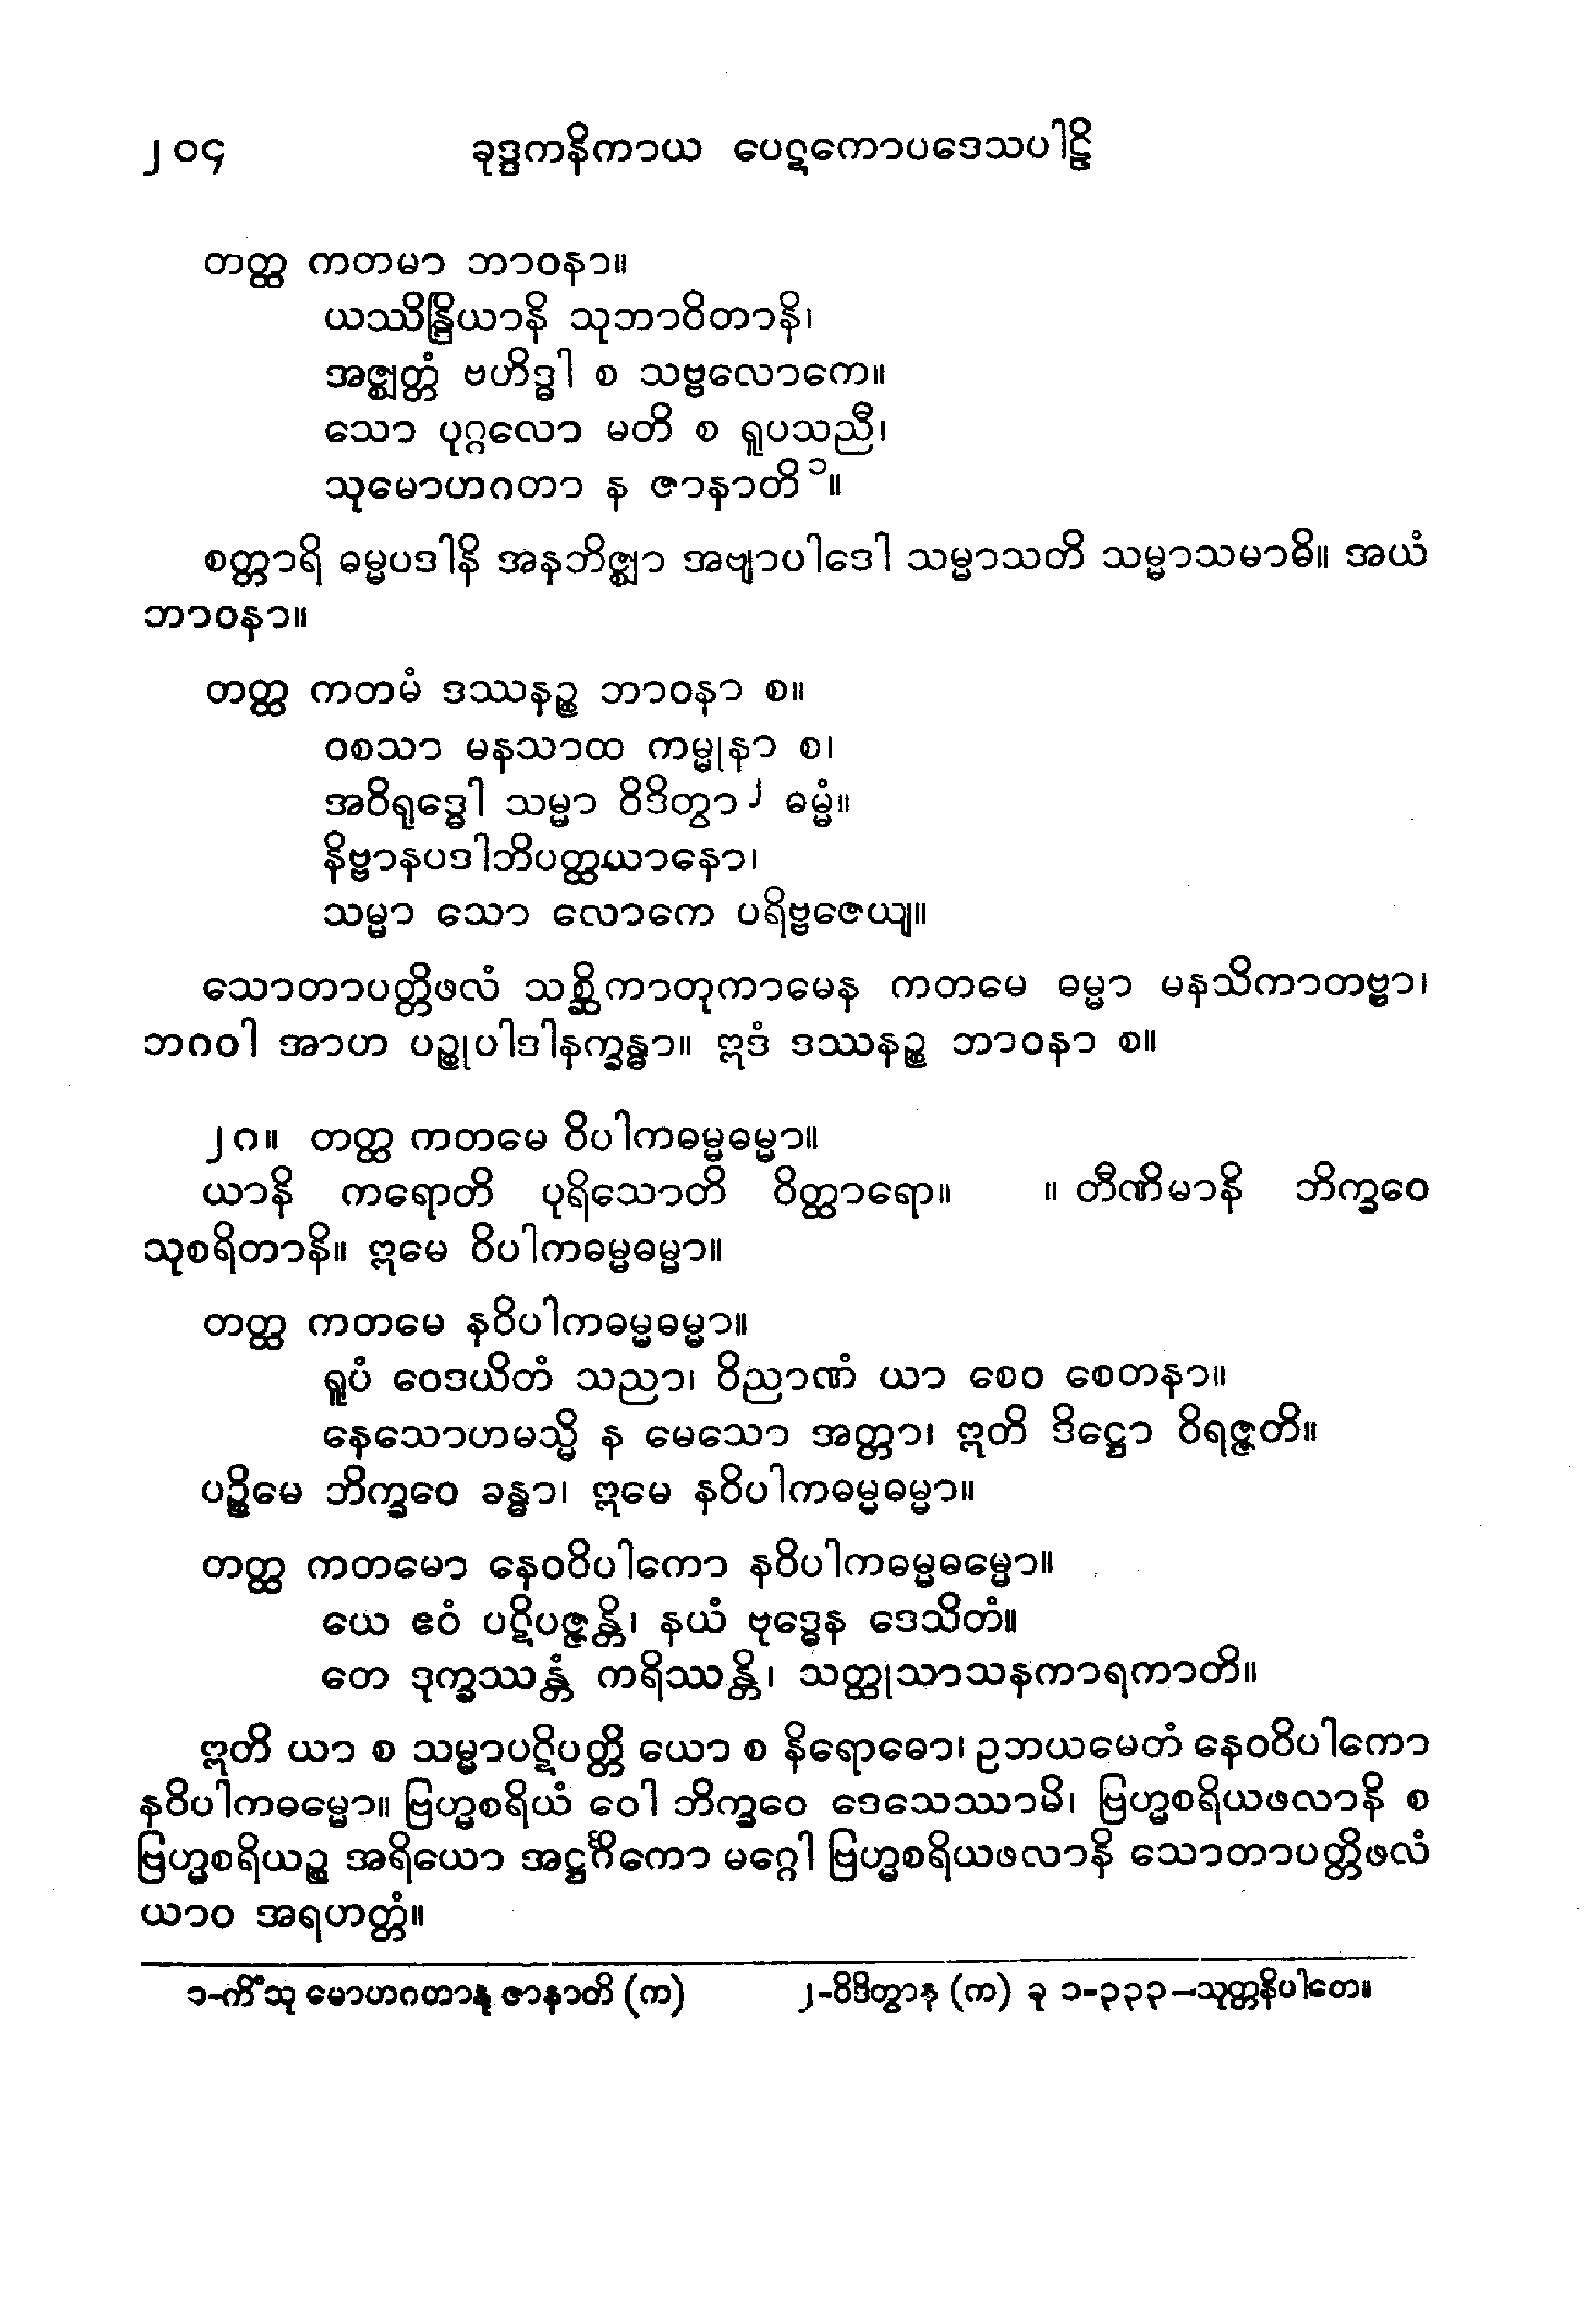 ၂၀၄ ခုဒ္ဒကနိကာယ ပေဋကောပဒေသပါဠိ
တတ္ထ ကတမာ ဘာဝနာ။
ယဿိန္ဒြိယာနိ သုဘာဝိတာနိ၊
အဇ္ဈတ္တံ ဗဟိဒ္ဓါ စ သဗ္ဗလောကေ။
သော ပုဂ္ဂလော မတိ စ ရူပသညီ၊
သုမောဟဂတာ န ဇာနာတိ၁။
စတ္တာရိ ဓမ္မပဒါနိ အနဘိဇ္ဈာ အဗျာပါဒေါ သမ္မာသတိ သမ္မာသမာဓိ။ အယံ
ဘာဝနာ။
တတ္ထ ကတမံ ဒဿနဉ္စ ဘာဝနာ စ။
ဝစသာ မနသာထ ကမ္မုနာ စ၊
အဝိရုဒ္ဓေါ သမ္မာ ဝိဒိတွာ၂ ဓမ္မံ။
နိဗ္ဗာနပဒါဘိပတ္ထယာနော၊
သမ္မာ သော လောကေ ပရိဗ္ဗဇေယျ။
သောတာပတ္တိဖလံ သစ္ဆိကာတုကာမေန ကတမေ ဓမ္မာ မနသိကာတဗ္ဗာ၊
ဘဂဝါ အာဟ ပဉ္စုပါဒါနက္ခန္ဓာ။ ဣဒံ ဒဿနဉ္စ ဘာဝနာ စ။
၂၈။ တတ္ထ ကတမေ ဝိပါကဓမ္မဓမ္မာ။
ယာနိ ကရောတိ ပုရိသောတိ ဝိတ္ထာရော။ ။ တီဏိမာနိ ဘိက္ခဝေ
သုစရိတာနိ။ ဣမေ ဝိပါကဓမ္မဓမ္မာ။
တတ္ထ ကတမေ နဝိပါကဓမ္မဓမ္မာ။
ရူပံ ဝေဒယိတံ သညာ၊ ဝိညာဏံ ယာ စေဝ စေတနာ။
နေသောဟမသ္မိ န မေသော အတ္တာ၊ ဣတိ ဒိဋ္ဌော ဝိရဇ္ဇတိ။
ပဉ္စိမေ ဘိက္ခဝေ ခန္ဓာ၊ ဣမေ နဝိပါကဓမ္မဓမ္မာ။
တတ္ထ ကတမော နေဝဝိပါကော နဝိပါကဓမ္မဓမ္မော။
ယေ ဧဝံ ပဋိပဇ္ဇန္တိ၊ နယံ ဗုဒ္ဓေန ဒေသိတံ။
တေ ဒုက္ခဿန္တံ ကရိဿန္တိ၊ သတ္ထုသာသနကာရကာတိ။
ဣတိ ယာ စ သမ္မာပဋိပတ္တိ ယော စ နိရောဓော၊ ဥဘယမေတံ နေဝဝိပါကော
နဝိပါကဓမ္မော။ ဗြဟ္မစရိယံ ဝေါ ဘိက္ခဝေ ဒေသေဿာမိ၊ ဗြဟ္မစရိယဖလာနိ စ
ဗြဟ္မစရိယဉ္စ အရိယော အဋ္ဌင်္ဂိကော မဂ္ဂေါ ဗြဟ္မစရိယဖလာနိ သောတာပတ္တိဖလံ
ယာဝ အရဟတ္တံ။
၁-ကိံသု မောဟဂတာနု ဇာနာတိ (က) ၂-ဝိဒိတွာန (က) ခု ၁-၃၃၃-သုတ္တနိပါတေ။